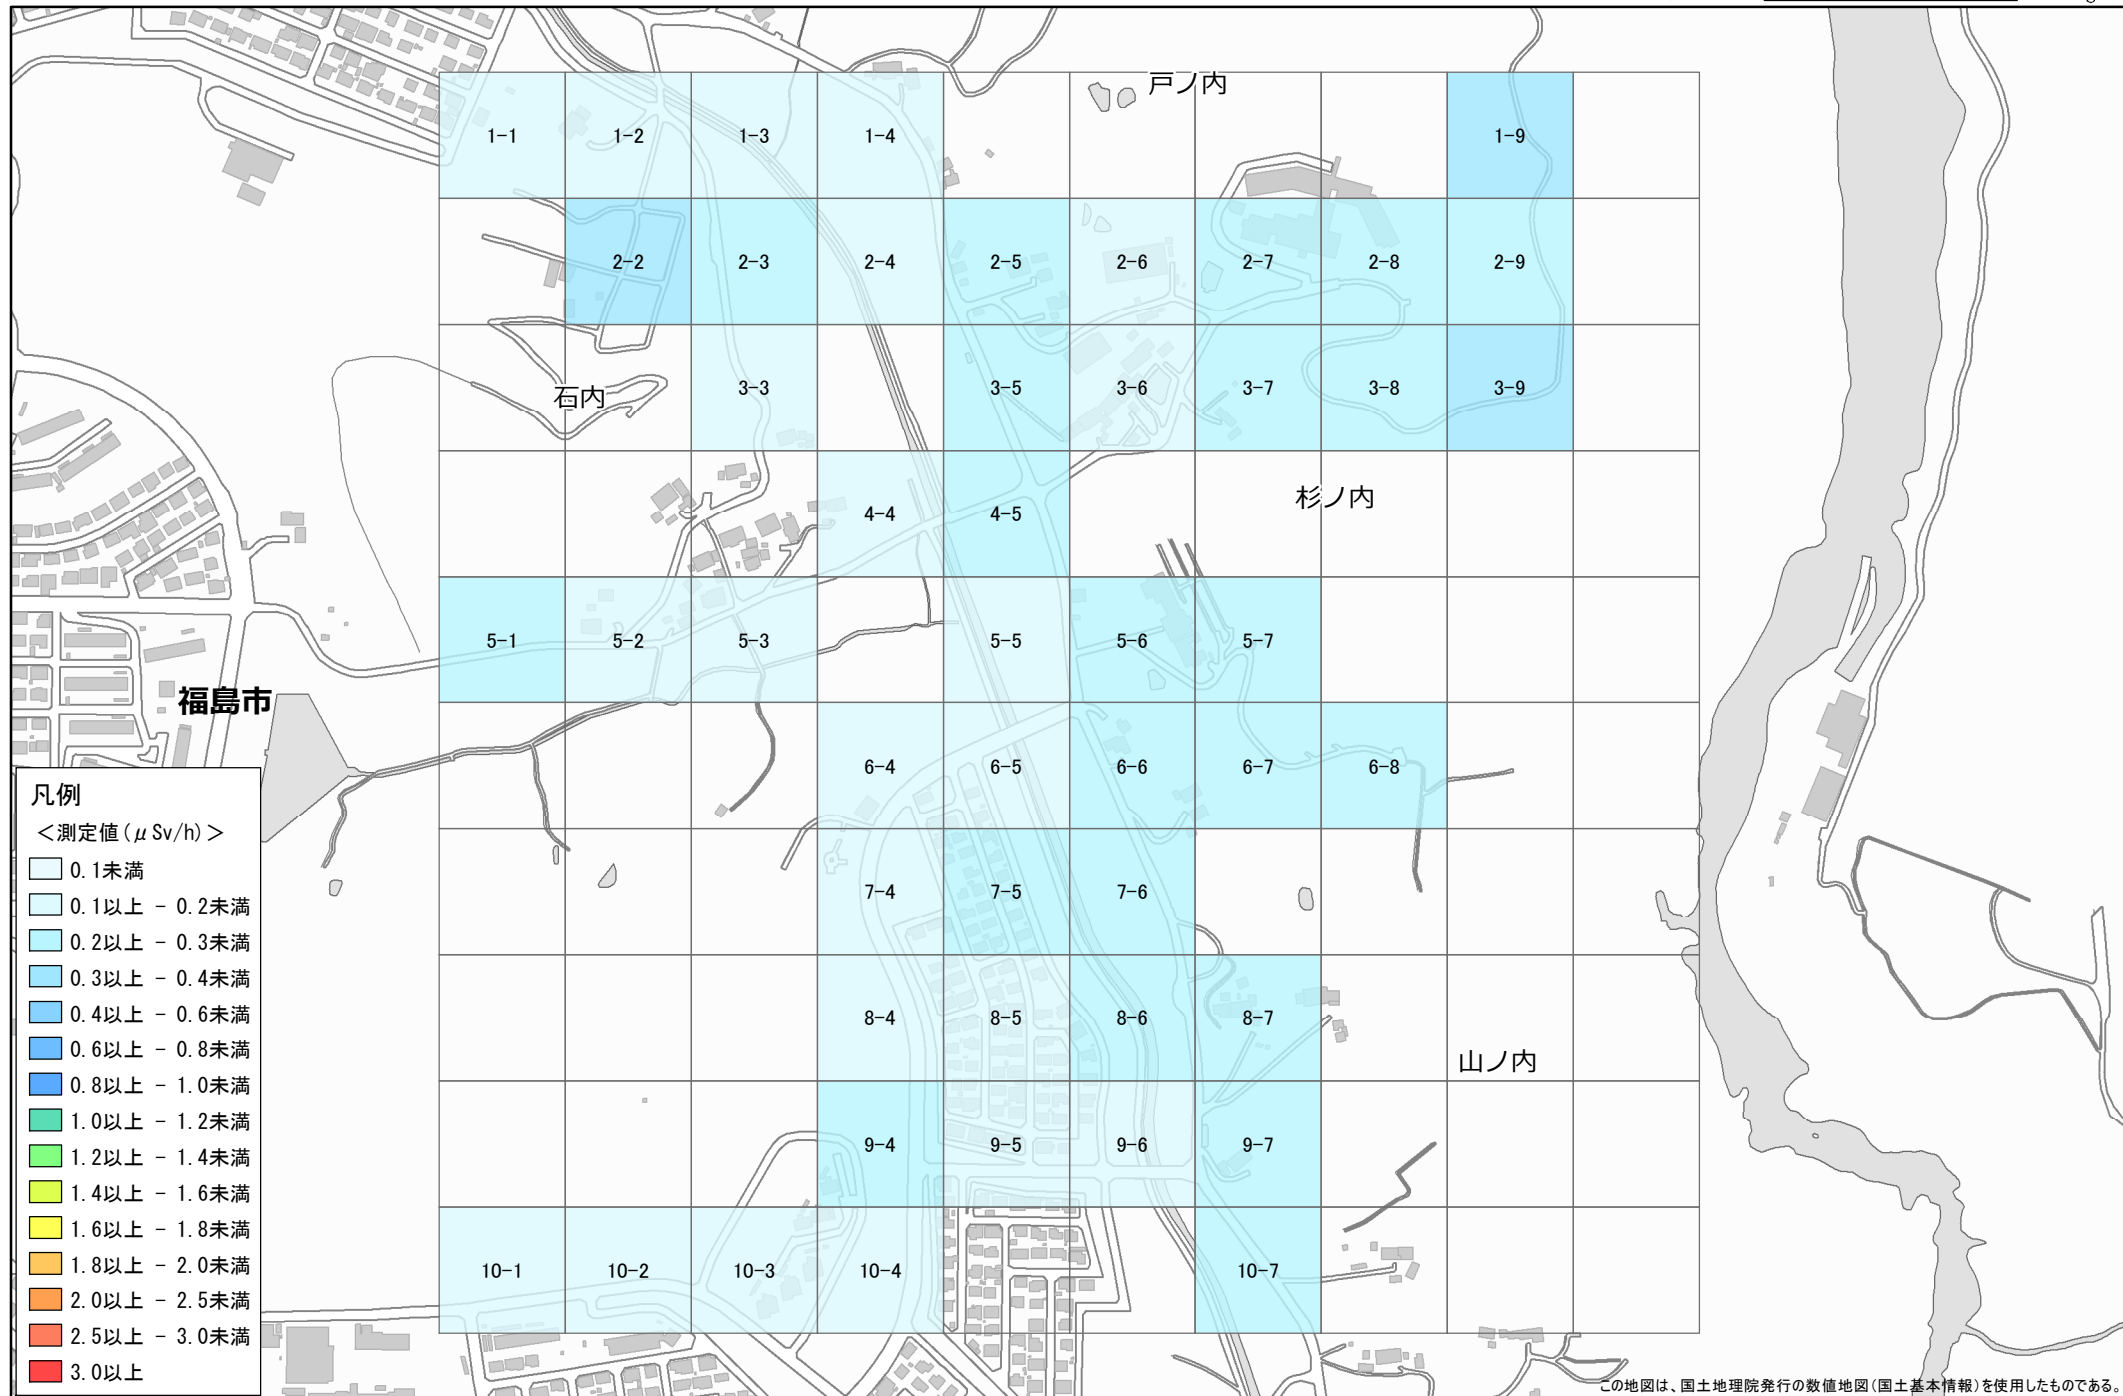 戸ノ内
1-1 1-2 1-3 1-4 1-9
2-2 2-3 2-4 2-5 2-6 2-7 2-8 2-9
3-3 3-5 3-6 3-7 3-8 3-9
石内
杉ノ内
4-4 4-5
5-1 5-2 5-3 5-5 5-6 5-7
福島市
6-4 6-5 6-6 6-7 6-8
7-4 7-5 7-6
8-4 8-5 8-6 8-7
山ノ内
9-4 9-5 9-6 9-7
10-1 10-2 10-3 10-4 10-7
凡例
＜測定値(μSv/h)＞
0.1未満
0.1以上 − 0.2未満
0.2以上 − 0.3未満
0.3以上 − 0.4未満
0.4以上 − 0.6未満
0.6以上 − 0.8未満
0.8以上 − 1.0未満
1.0以上 − 1.2未満
1.2以上 − 1.4未満
1.4以上 − 1.6未満
1.6以上 − 1.8未満
1.8以上 − 2.0未満
2.0以上 − 2.5未満
2.5以上 − 3.0未満
3.0以上
この地図は、国土地理院発行の数値地図(国土基本情報)を使用したものである。